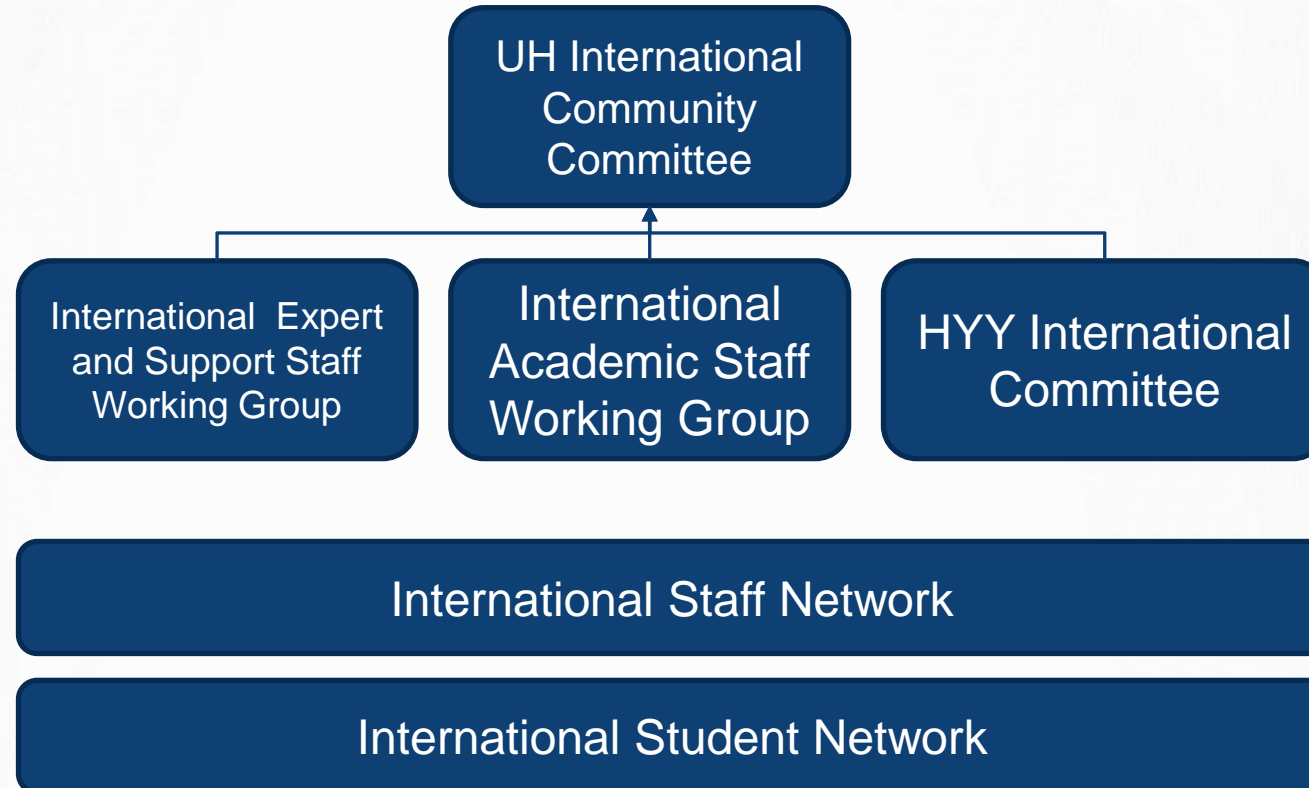 UH International
Community
Committee
International  Expert
and Support Staff
Working Group
International
Academic Staff
Working Group
HYY International
Committee
International Staff Network
International Student Network